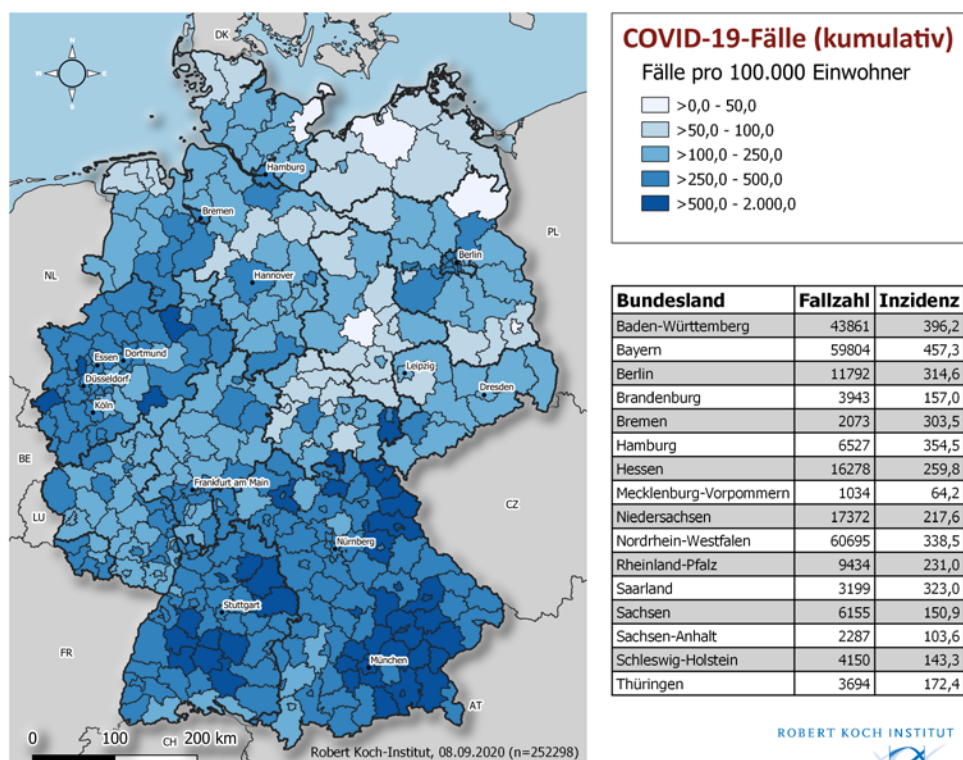 DK
N
W
E
S
Hamburg
Bremen
PL
Berlin
NL
Hannover
Essen
Dortmund
Düsseldorf
Leipzig
Köln
Dresden
BE
Frankfurt am Main
LU
CZ
Nürnberg
Stuttgart
FR
München
AT
CH
0 100 200 km
Robert Koch-Institut, 08.09.2020 (n=252298)
COVID-19-Fälle (kumulativ)
Fälle pro 100.000 Einwohner
>0,0 - 50,0
>50,0 - 100,0
>100,0 - 250,0
>250,0 - 500,0
>500,0 - 2.000,0
Bundesland Fallzahl Inzidenz
Baden-Württemberg 43861 396,2
Bayern 59804 457,3
Berlin 11792 314,6
Brandenburg 3943 157,0
Bremen 2073 303,5
Hamburg 6527 354,5
Hessen 16278 259,8
Mecklenburg-Vorpommern 1034 64,2
Niedersachsen 17372 217,6
Nordrhein-Westfalen 60695 338,5
Rheinland-Pfalz 9434 231,0
Saarland 3199 323,0
Sachsen 6155 150,9
Sachsen-Anhalt 2287 103,6
Schleswig-Holstein 4150 143,3
Thüringen 3694 172,4
ROBERT KOCH INSTITUT